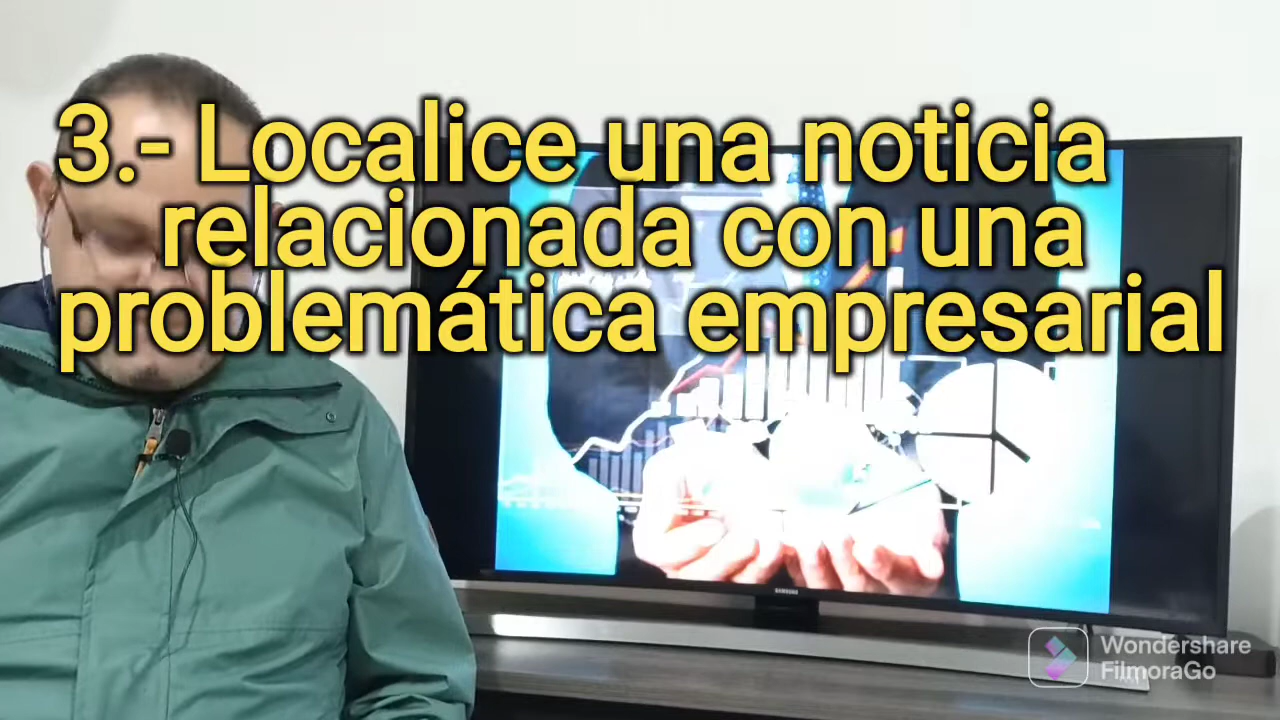 3.- Localice una noticia
relacionada con una
problemática empresarial
SAMSUNG
Wondershare
FilmoraGo